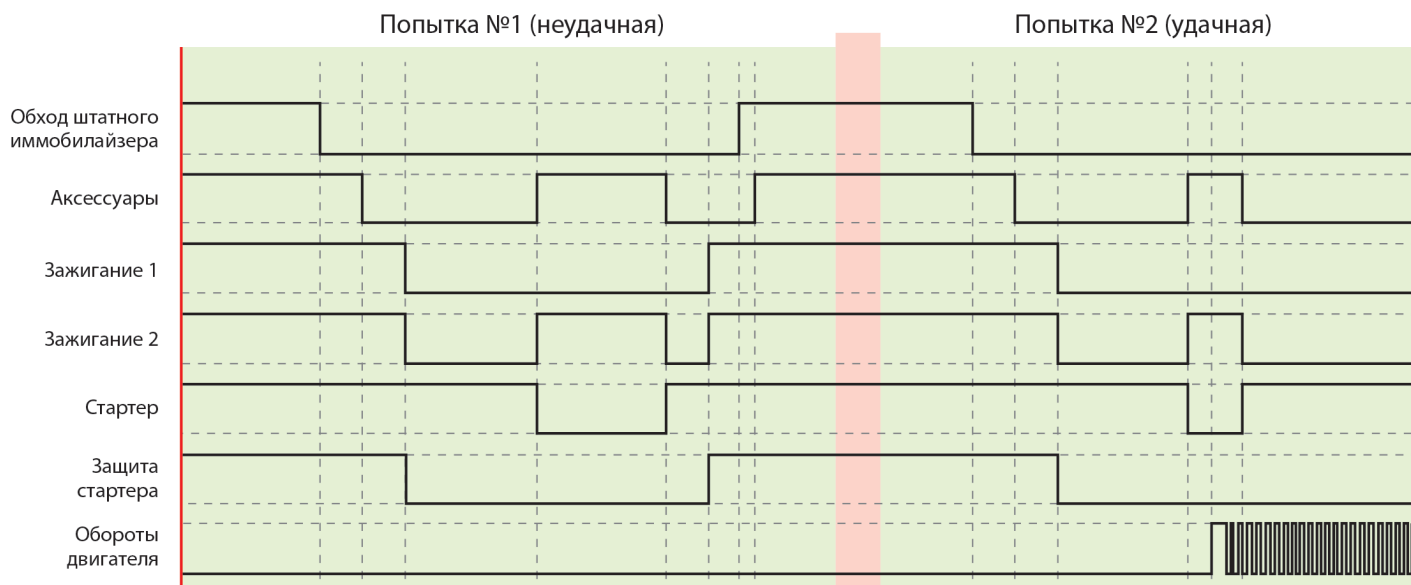 Попытка №1 (неудачная)
Попытка №2 (удачная)
Обход штатного
иммобилайзера
Аксессуары
Зажигание 1
Зажигание 2
Стартер
Защита
стартера
Обороты
двигателя